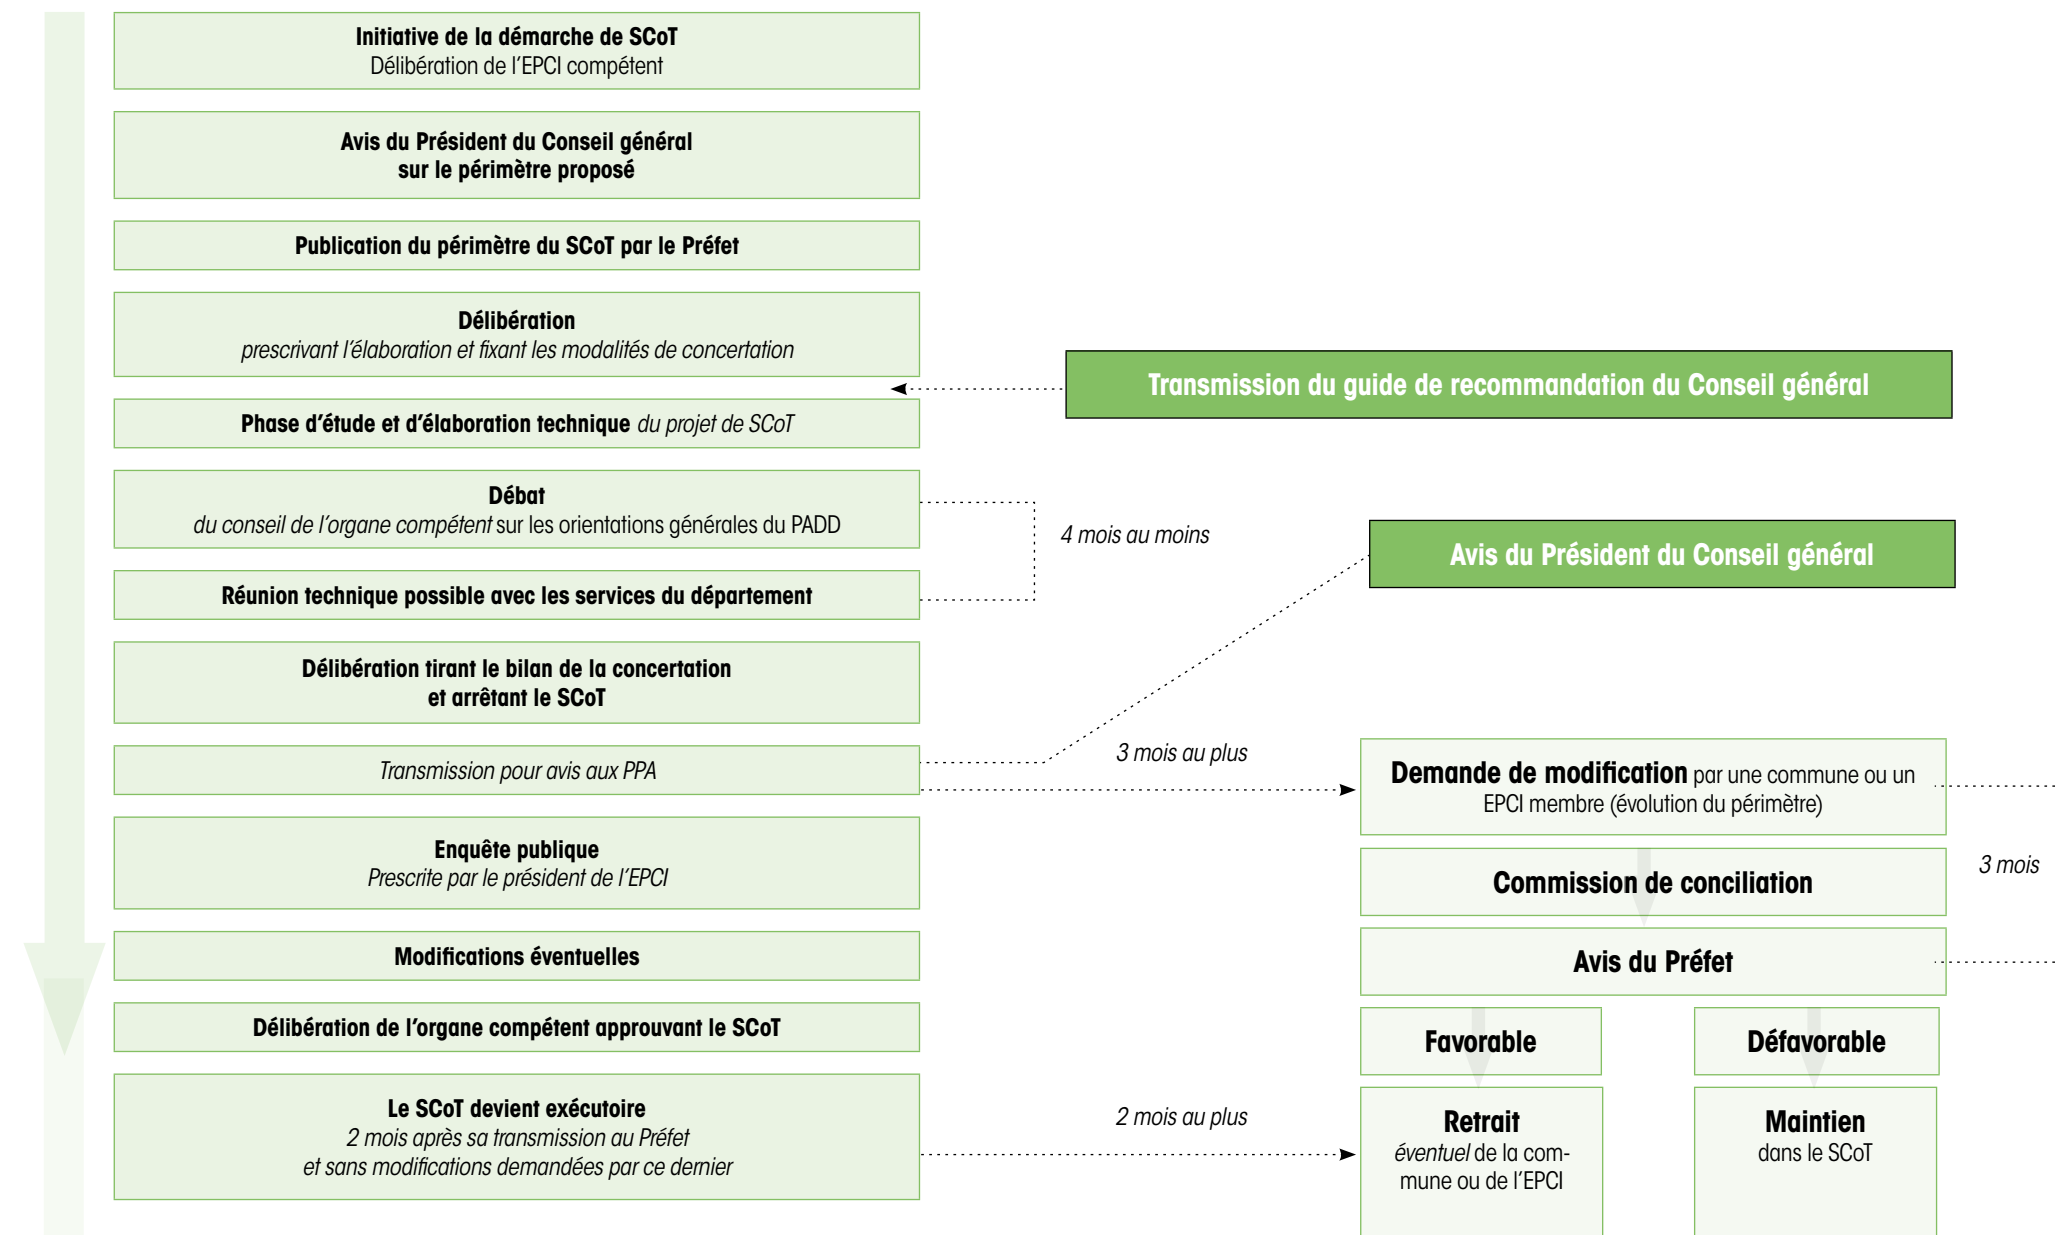 Initiative de la démarche de SCoT
Délibération de l'EPCI compétent
Avis du Président du Conseil général
sur le périmètre proposé
Publication du périmètre du SCoT par le Préfet
Délibération
prescrivant l'élaboration et fixant les modalités de concertation
Transmission du guide de recommandation du Conseil général
Phase d'étude et d'élaboration technique du projet de SCoT
Débat
du conseil de l'organe compétent sur les orientations générales du PADD
4 mois au moins
Avis du Président du Conseil général
Réunion technique possible avec les services du département
Délibération tirant le bilan de la concertation
et arrêtant le SCoT
Transmission pour avis aux PPA
3 mois au plus
Demande de modification par une commune ou un
EPCI membre (évolution du périmètre)
Enquête publique
Prescrite par le président de l'EPCI
Commission de conciliation
3 mois
Modifications éventuelles
Avis du Préfet
Délibération de l'organe compétent approuvant le SCoT
Favorable
Défavorable
Le SCoT devient exécutoire
2 mois après sa transmission au Préfet
et sans modifications demandées par ce dernier
2 mois au plus
Retrait
éventuel de la com-
mune ou de l'EPCI
Maintien
dans le SCoT